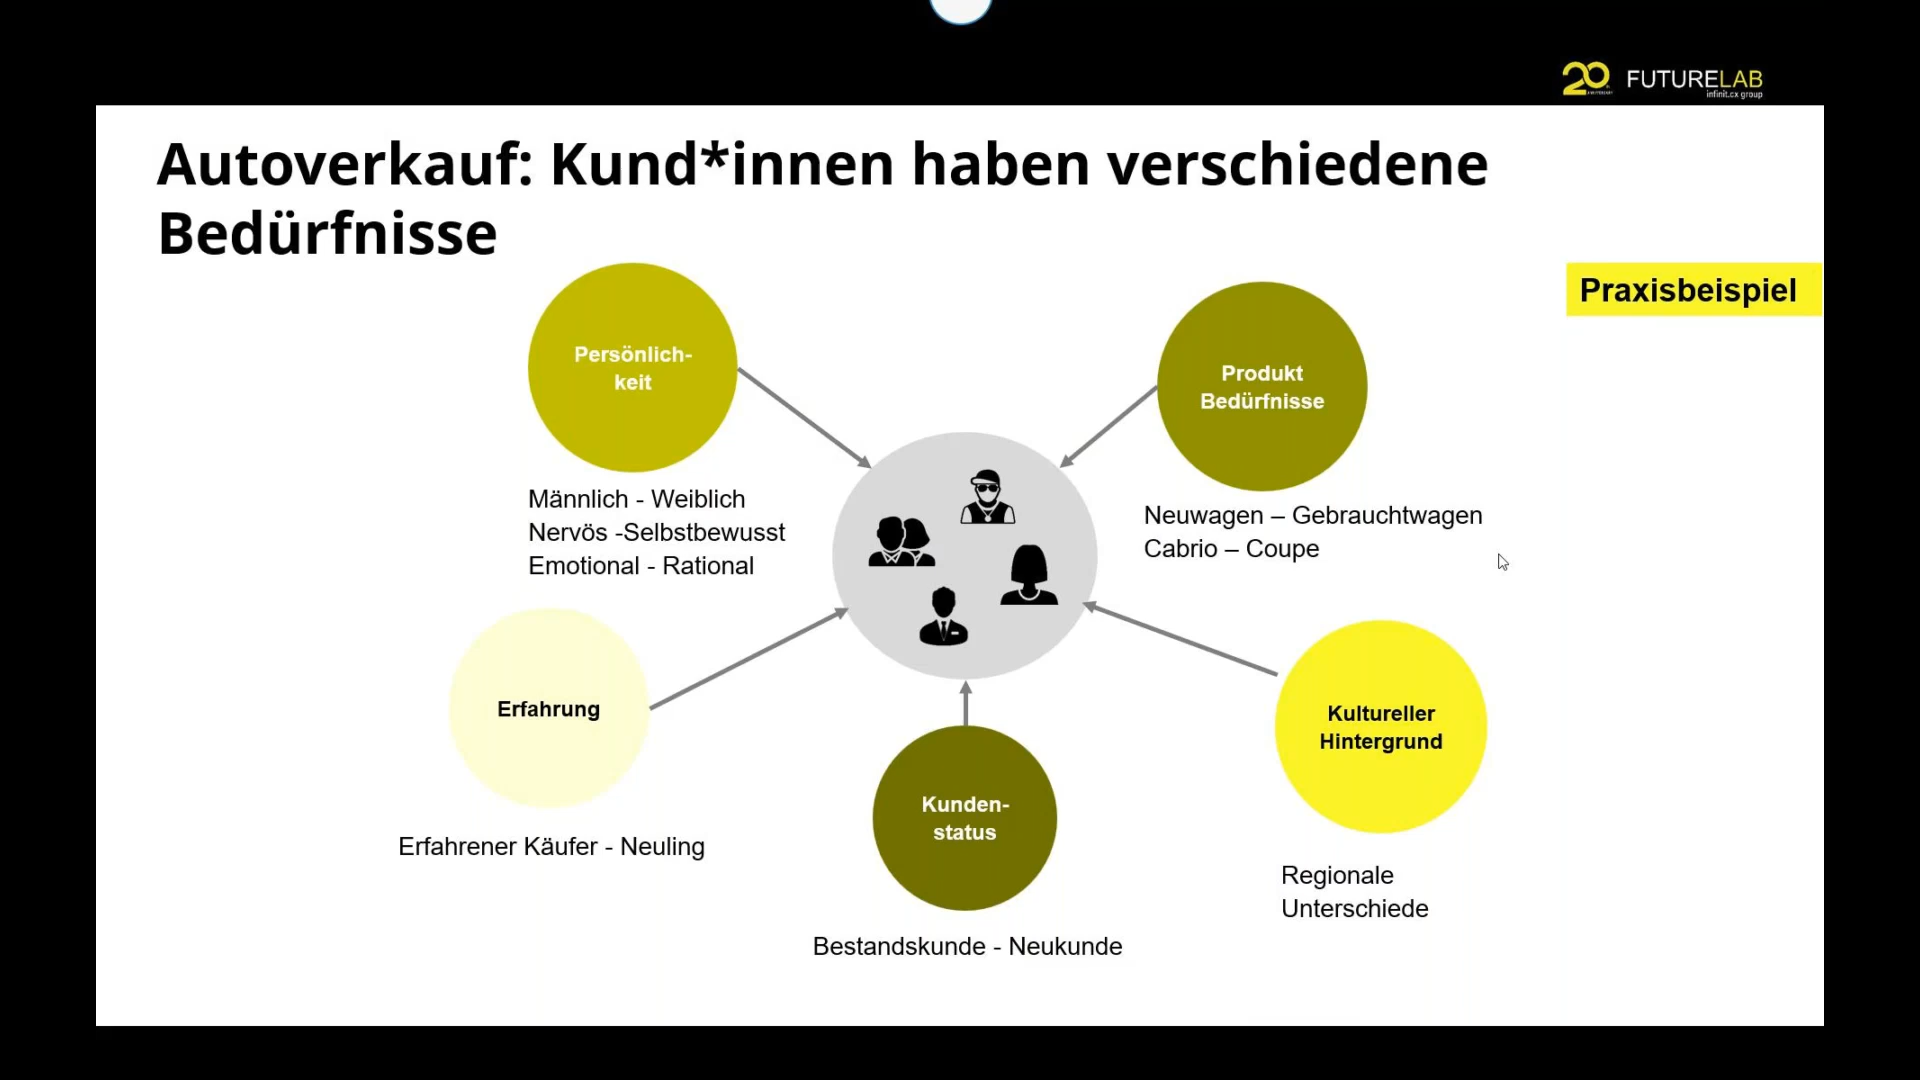 20
FUTURELAB
infinit.cx group
Autoverkauf: Kund*innen haben verschiedene
Bedürfnisse
Praxisbeispiel
Persönlich-
keit
Männlich - Weiblich
Nervös -Selbstbewusst
Emotional - Rational
Produkt
Bedürfnisse
Neuwagen – Gebrauchtwagen
Cabrio – Coupe
Erfahrung
Erfahrener Käufer - Neuling
Kunden-
status
Bestandskunde - Neukunde
Kultureller
Hintergrund
Regionale
Unterschiede